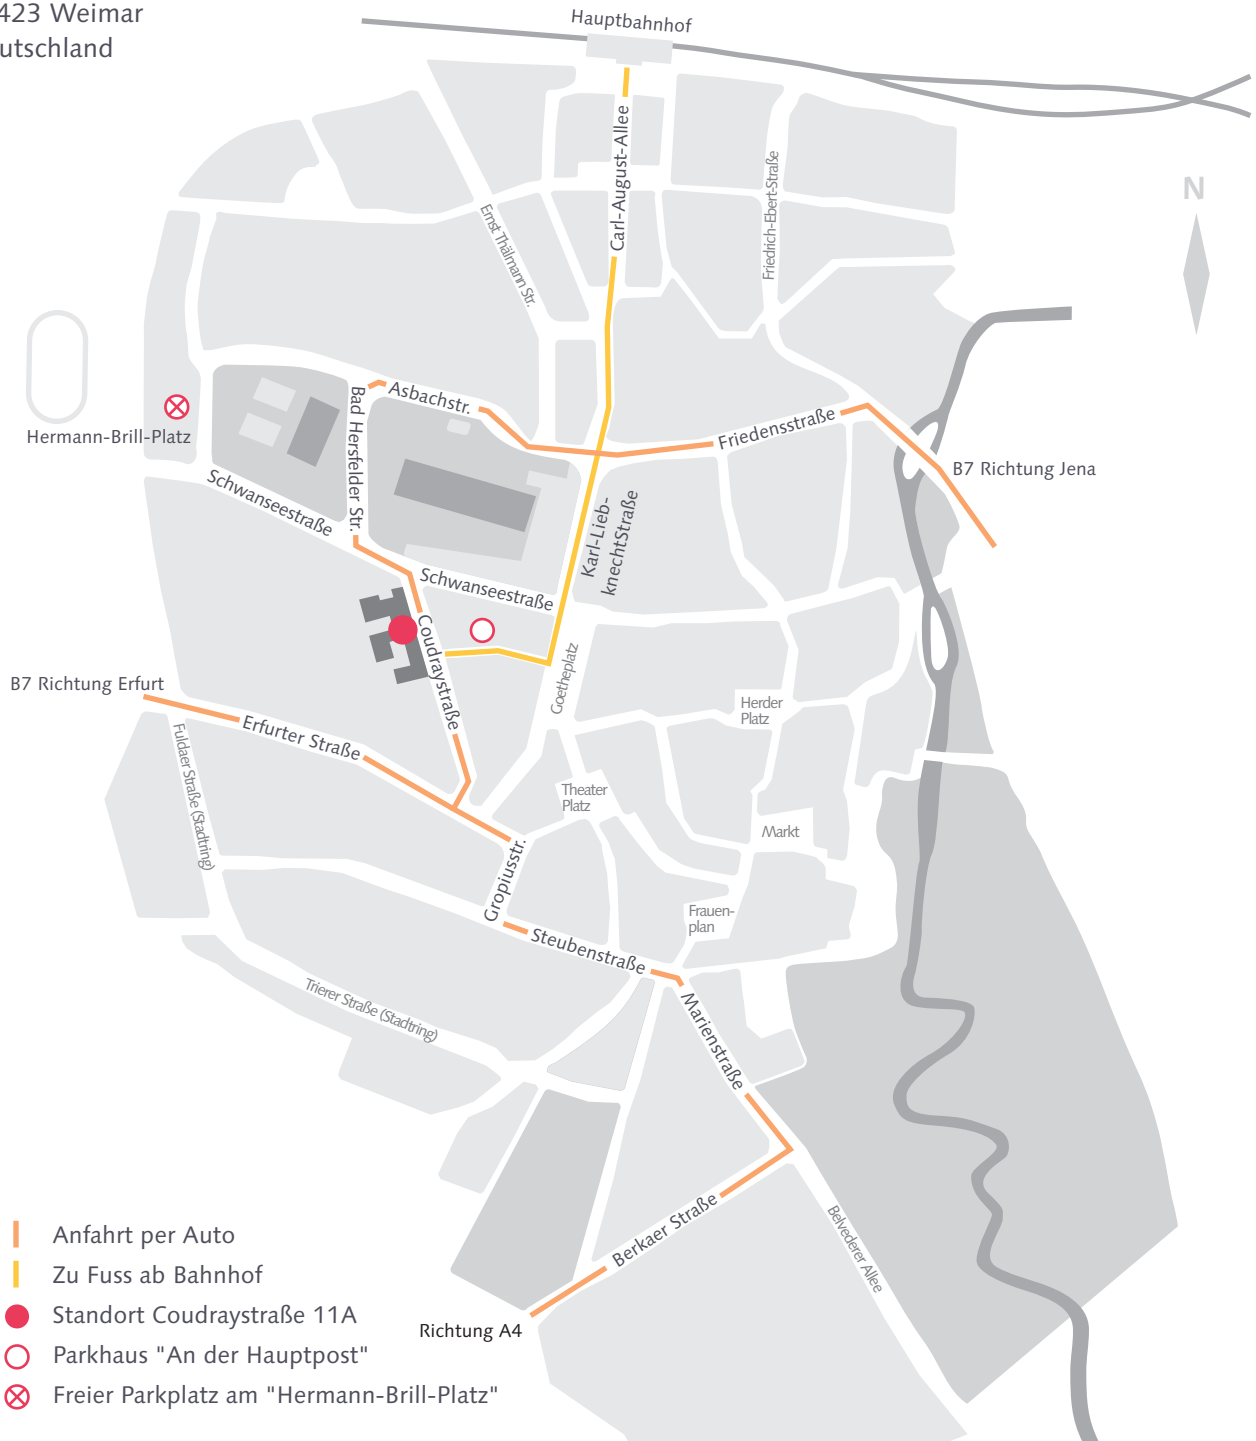 423 Weimar
utschland
Hauptbahnhof
Carl-August-Allee
Friedrich-Ebert-Straße
N
Ernst Thälmann Str.
Asbachstr.
Bad Hersfelder Str.
Friedensstraße
Hermann-Brill-Platz
B7 Richtung Jena
Schwanseestraße
Karl-Lieb-
knechtStraße
Schwanseestraße
Coudraystraße
Goetheplatz
B7 Richtung Erfurt
Herder
Platz
Erfurter Straße
Fuldaer Straße (Stadtring)
Theater
Platz
Markt
Gropiusstr.
Frauen-
plan
Steubenstraße
Trierer Straße (Stadtring)
Marienstraße
Berkaer Straße
Belvederer Allee
Richtung A4
Anfahrt per Auto
Zu Fuss ab Bahnhof
Standort Coudraystraße 11A
Parkhaus "An der Hauptpost"
Freier Parkplatz am "Hermann-Brill-Platz"